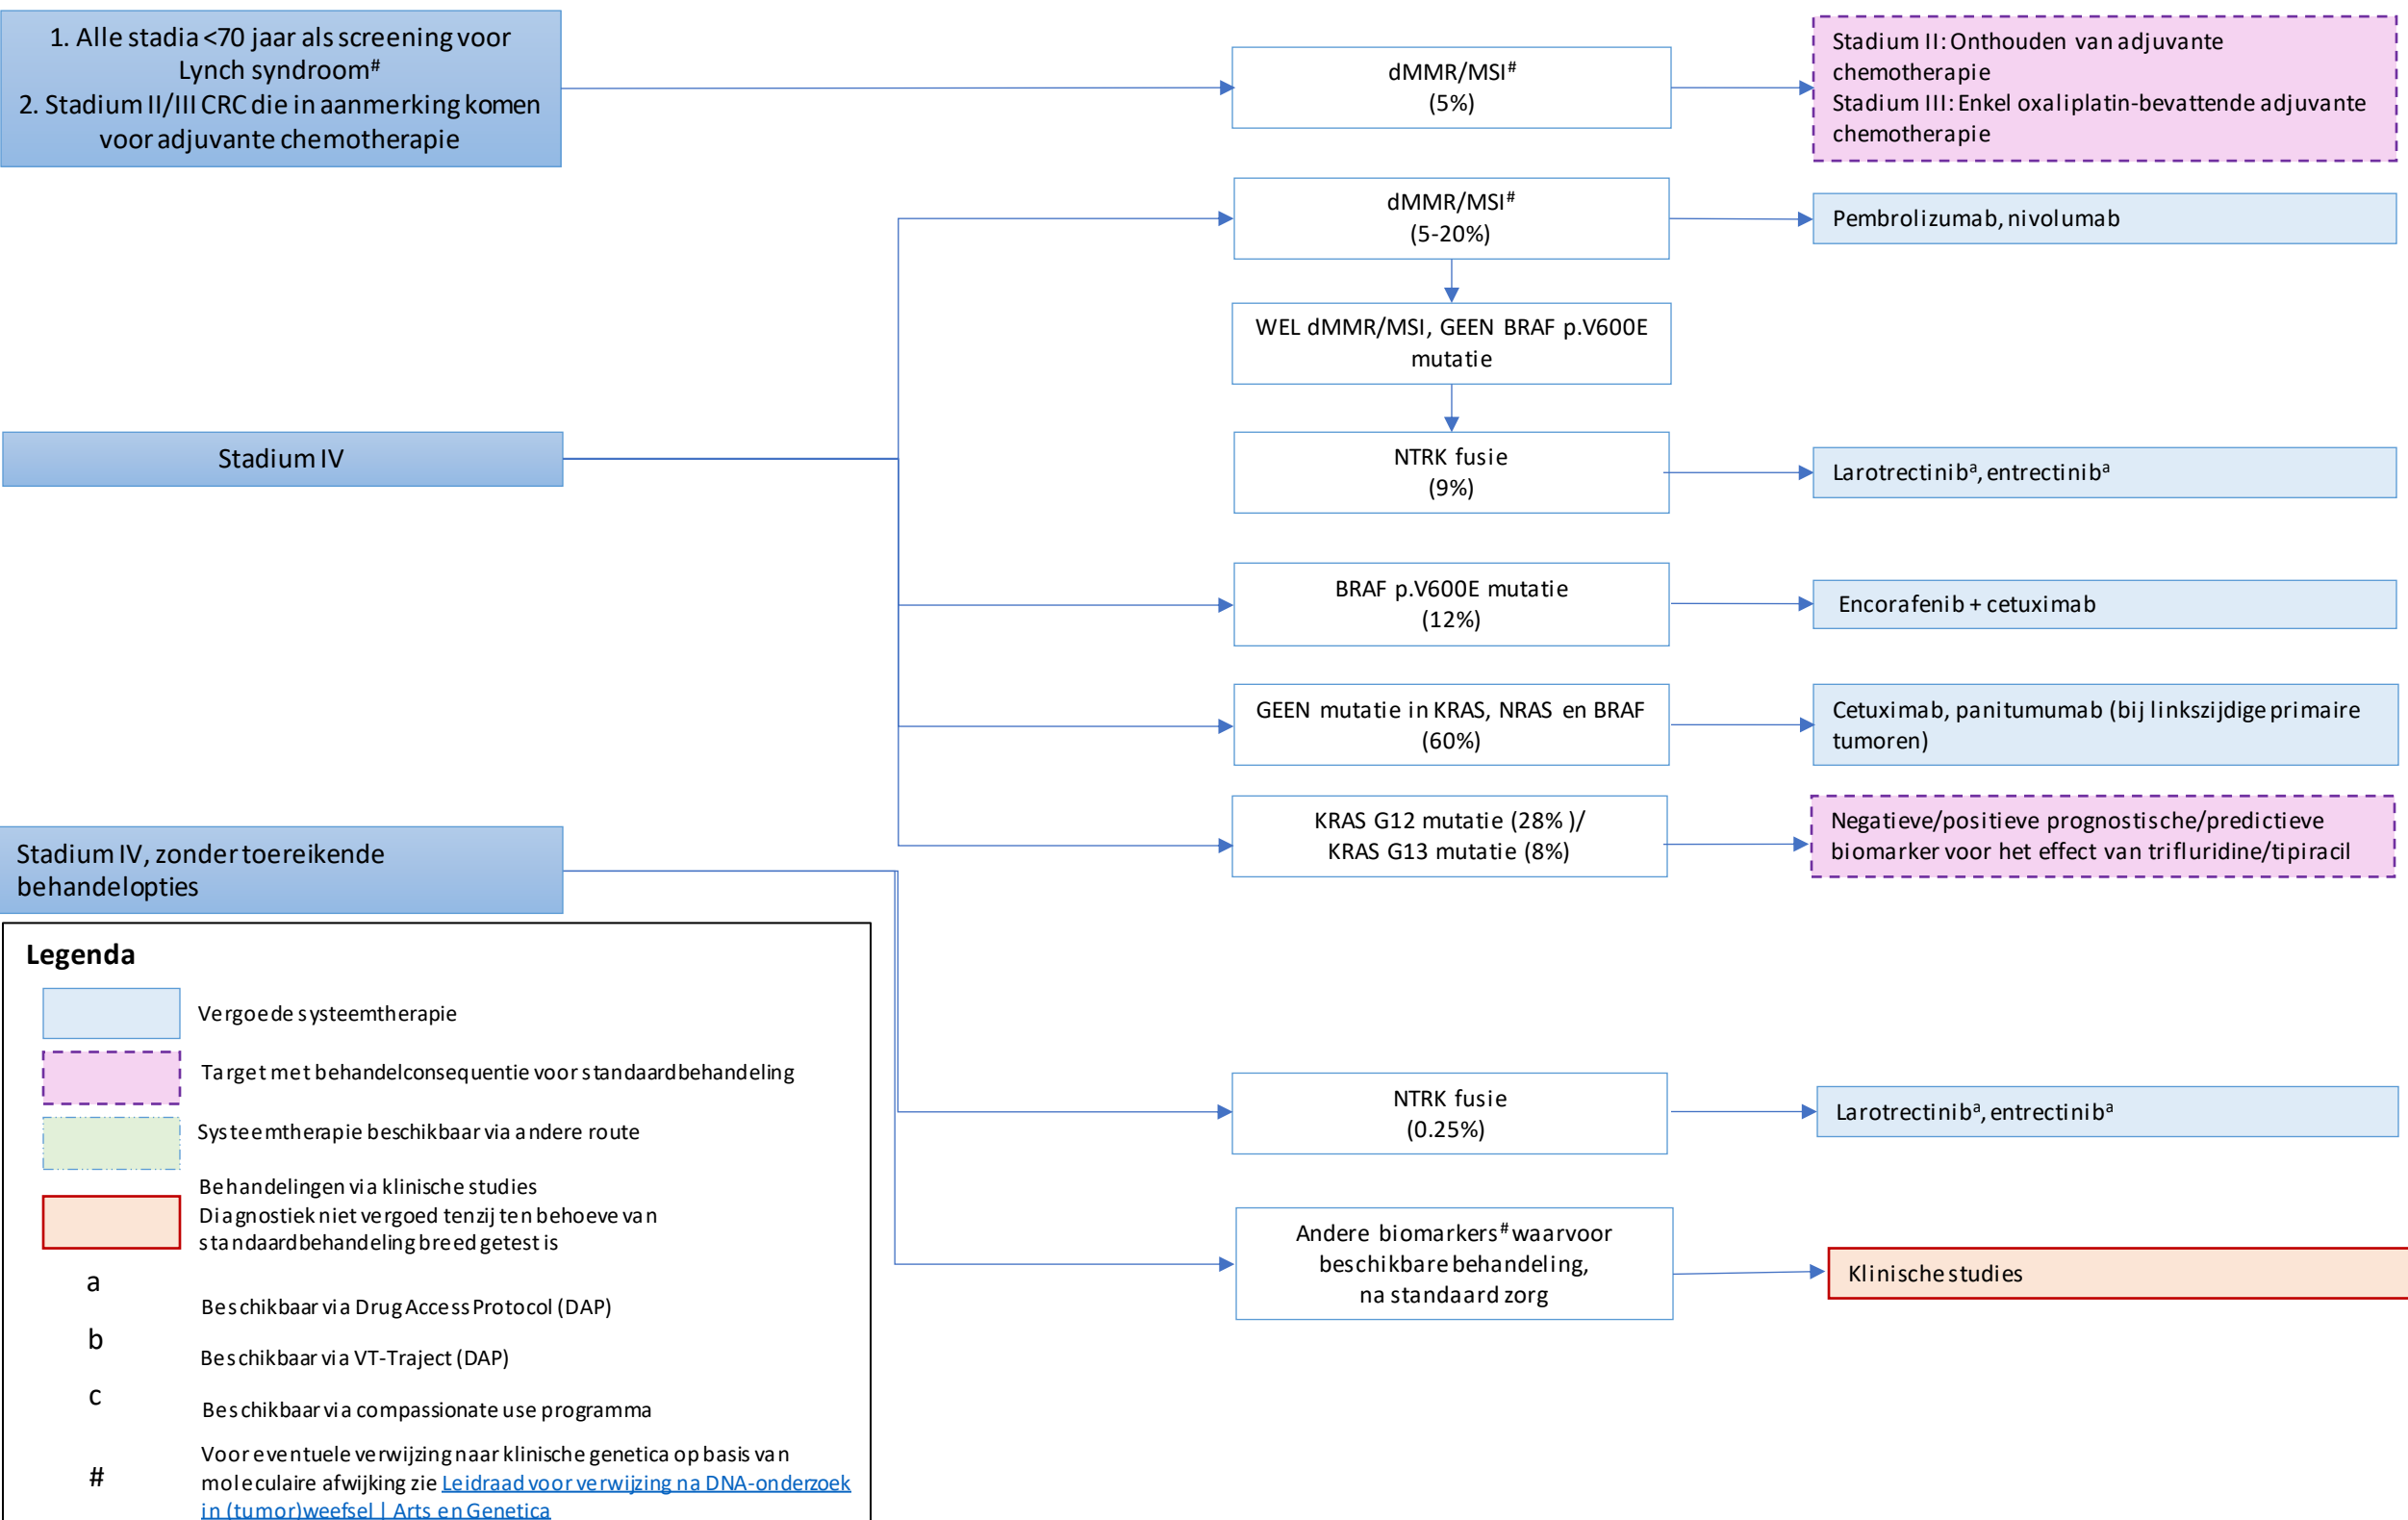 1. Alle stadia <70 jaar als screening voor
Lynch syndroom#
2. Stadium II/III CRC die in aanmerking komen
voor adjuvante chemotherapie
dMMR/MSI#
(5%)
Stadium II: Onthouden van adjuvante
chemotherapie
Stadium III: Enkel oxaliplatin-bevattende adjuvante
chemotherapie
dMMR/MSI#
(5-20%)
Pembrolizumab, nivolumab
WEL dMMR/MSI, GEEN BRAF p.V600E
mutatie
Stadium IV
NTRK fusie
(9%)
Larotrectinibª, entrectinibª
BRAF p.V600E mutatie
(12%)
Encorafenib + cetuximab
GEEN mutatie in KRAS, NRAS en BRAF
(60%)
Cetuximab, panitumumab (bij linkszijdige primaire
tumoren)
KRAS G12 mutatie (28% )/
KRAS G13 mutatie (8%)
Negatieve/positieve prognostische/predictieve
biomarker voor het effect van trifluridine/tipiracil
Stadium IV, zonder toereikende
behandelopties
NTRK fusie
(0.25%)
Larotrectinibª, entrectinibª
Andere biomarkers# waarvoor
beschikbare behandeling,
na standaard zorg
Klinische studies
Legenda
Vergoede systeemtherapie
Target met behandelconsequentie voor standaardbehandeling
Systeemtherapie beschikbaar via andere route
Behandelingen via klinische studies
Diagnostiek niet vergoed tenzij ten behoeve van
standaardbehandeling breed getest is
a
Beschikbaar via Drug Access Protocol (DAP)
b
Beschikbaar via VT-Traject (DAP)
c
Beschikbaar via compassionate use programma
#
Voor eventuele verwijzing naar klinische genetica op basis van
moleculaire afwijking zie Leidraad voor verwijzing na DNA-onderzoek
in (tumor)weefsel | Arts en Genetica